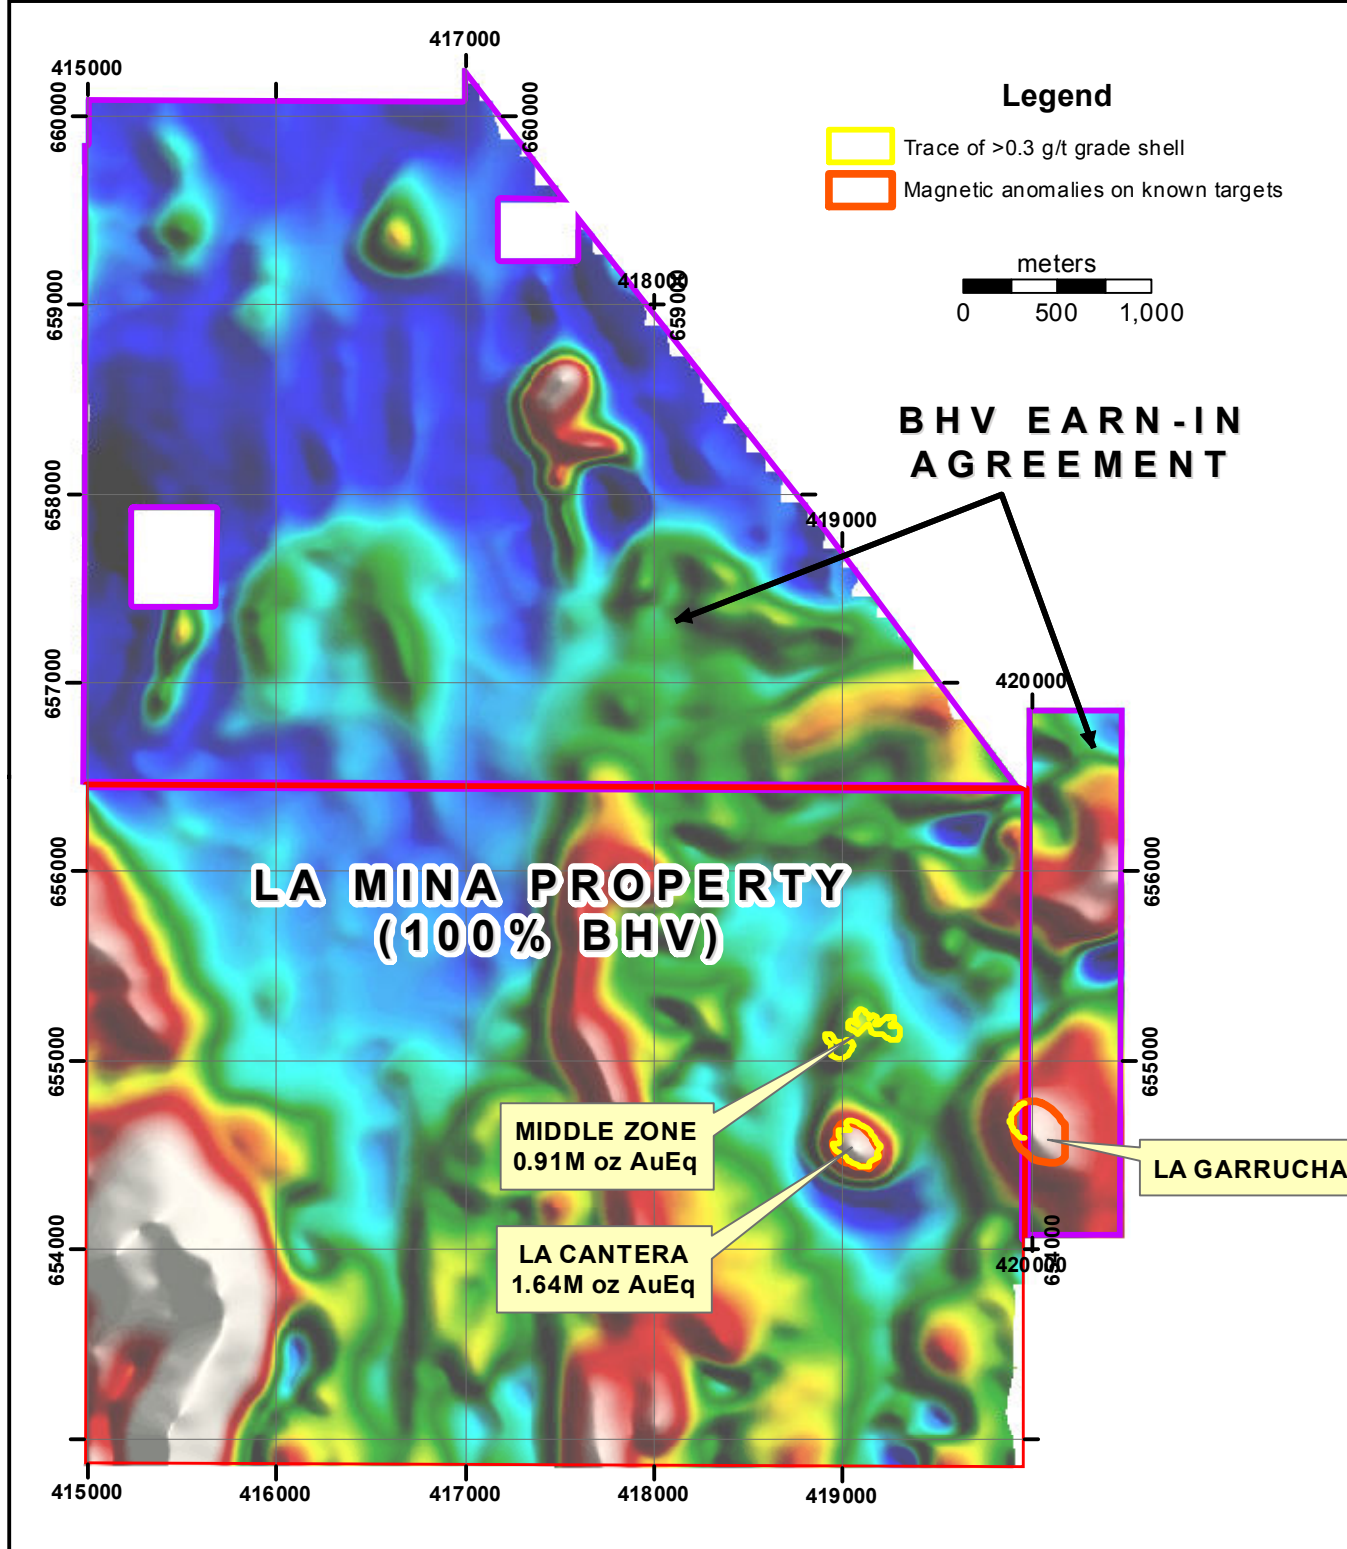 417000
415000
660000
660000
Legend
Trace of >0.3 g/t grade shell
Magnetic anomalies on known targets
meters
0 500 1,000
418000
659000
659000
BHV EARN-IN
AGREEMENT
658000
419000
657000
420000
LA MINA PROPERTY
(100% BHV)
656000
656000
655000
655000
MIDDLE ZONE
0.91M oz AuEq
LA GARRUCHA
LA CANTERA
1.64M oz AuEq
654000
654000
420000
415000 416000 417000 418000 419000